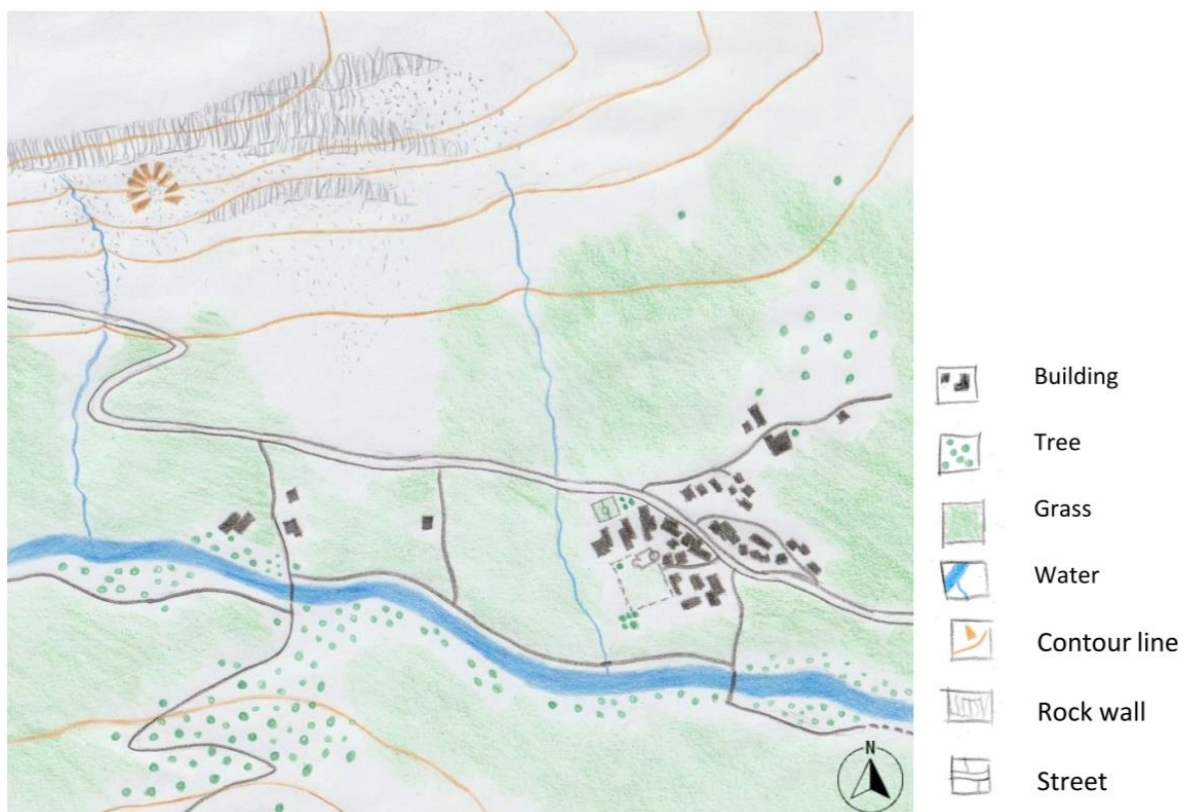 Building
Tree
Grass
Water
Contour line
Rock wall
N
Street